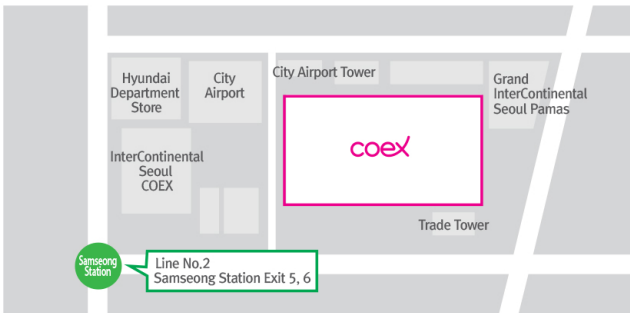 Hyundai
Department
Store
City
Airport
City Airport Tower
Grand
InterContinental
Seoul Pamas
coex
InterContinental
Seoul
COEX
Trade Tower
Samseong
Station
Line No.2
Samseong Station Exit 5, 6